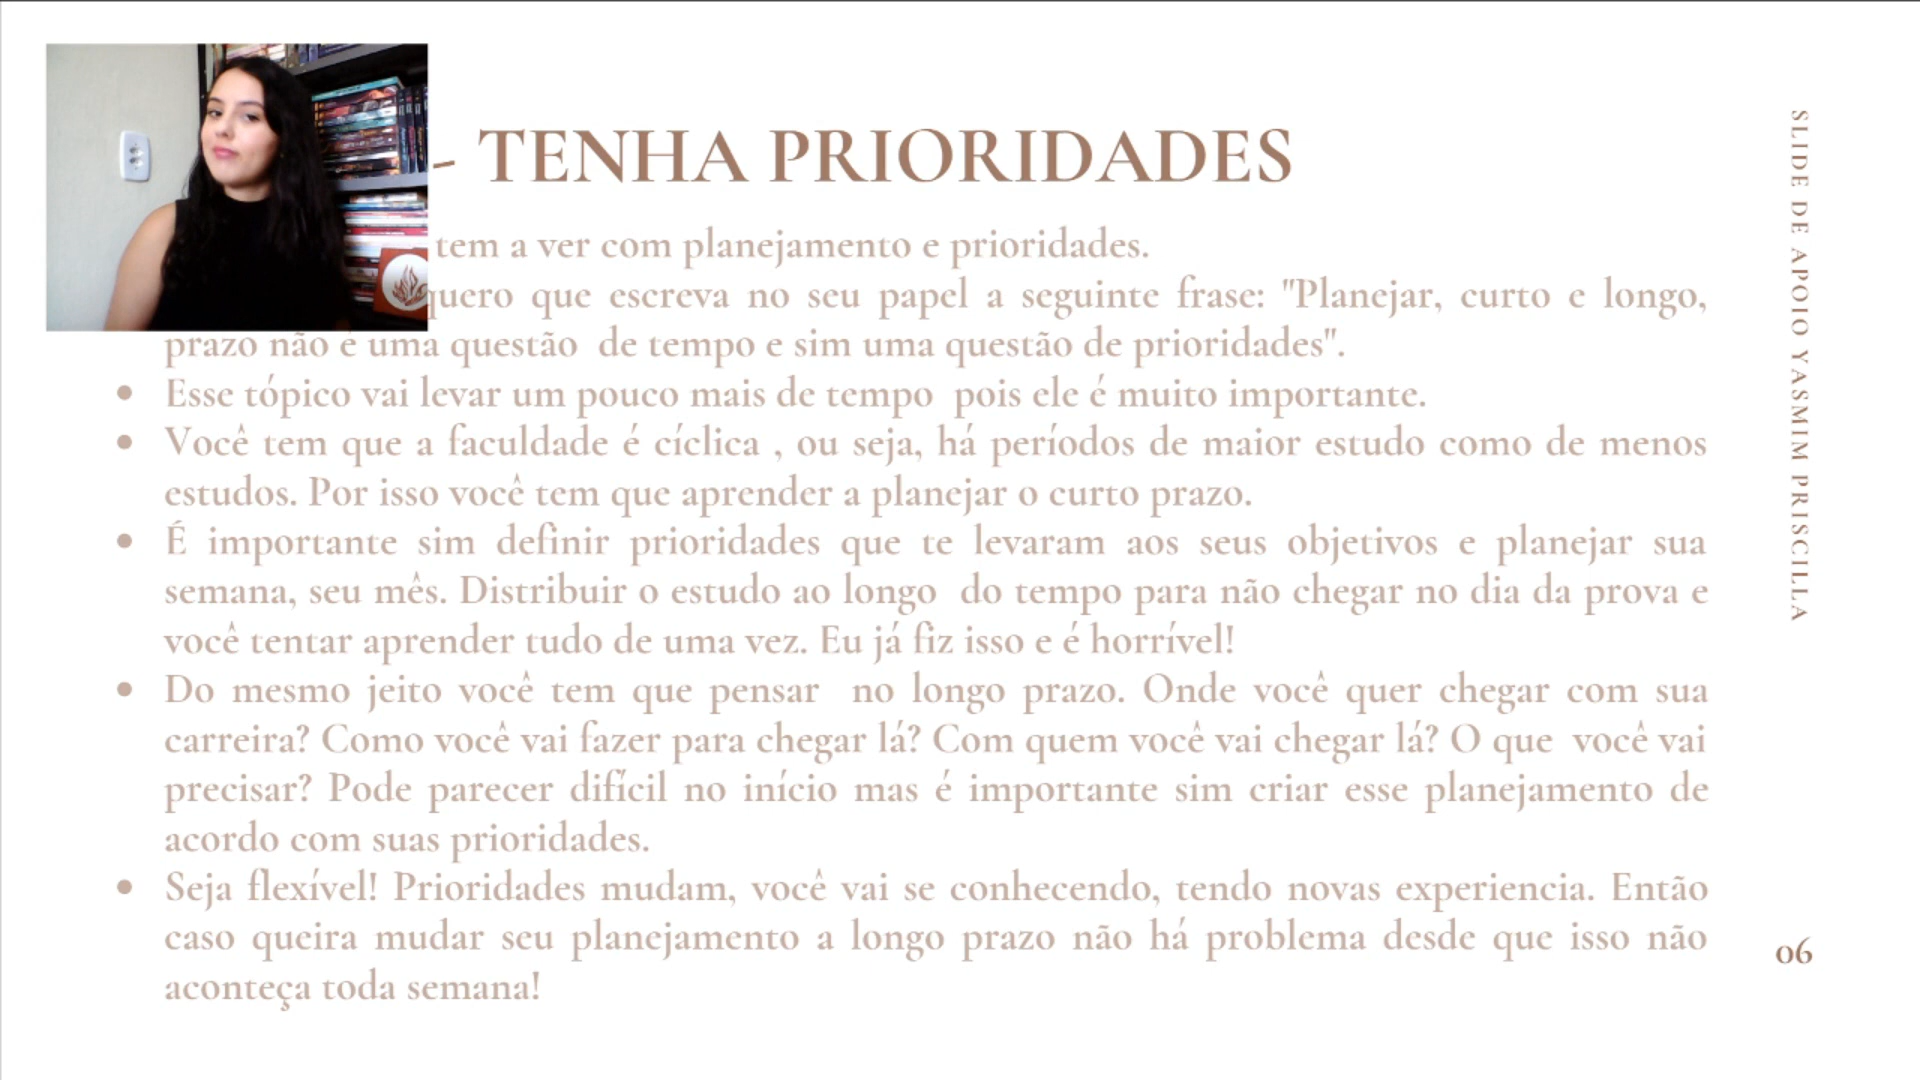 - TENHA PRIORIDADES
tem a ver com planejamento e prioridades.
quero que escreva no seu papel a seguinte frase: "Planejar, curto e longo,
prazo não é uma questão de tempo e sim uma questão de prioridades".
• Esse tópico vai levar um pouco mais de tempo pois ele é muito importante.
• Você tem que a faculdade é cíclica , ou seja, há períodos de maior estudo como de menos
estudos. Por isso você tem que aprender a planejar o curto prazo.
• É importante sim definir prioridades que te levaram aos seus objetivos e planejar sua
semana, seu mês. Distribuir o estudo ao longo do tempo para não chegar no dia da prova e
você tentar aprender tudo de uma vez. Eu já fiz isso e é horrível!
• Do mesmo jeito você tem que pensar no longo prazo. Onde você quer chegar com sua
carreira? Como você vai fazer para chegar lá? Com quem você vai chegar lá? O que você vai
precisar? Pode parecer difícil no início mas é importante sim criar esse planejamento de
acordo com suas prioridades.
• Seja flexível! Prioridades mudam, você vai se conhecendo, tendo novas experiencia. Então
caso queira mudar seu planejamento a longo prazo não há problema desde que isso não
aconteça toda semana!
SLIDE DE APOIO YASMIM PRISCILLA
06